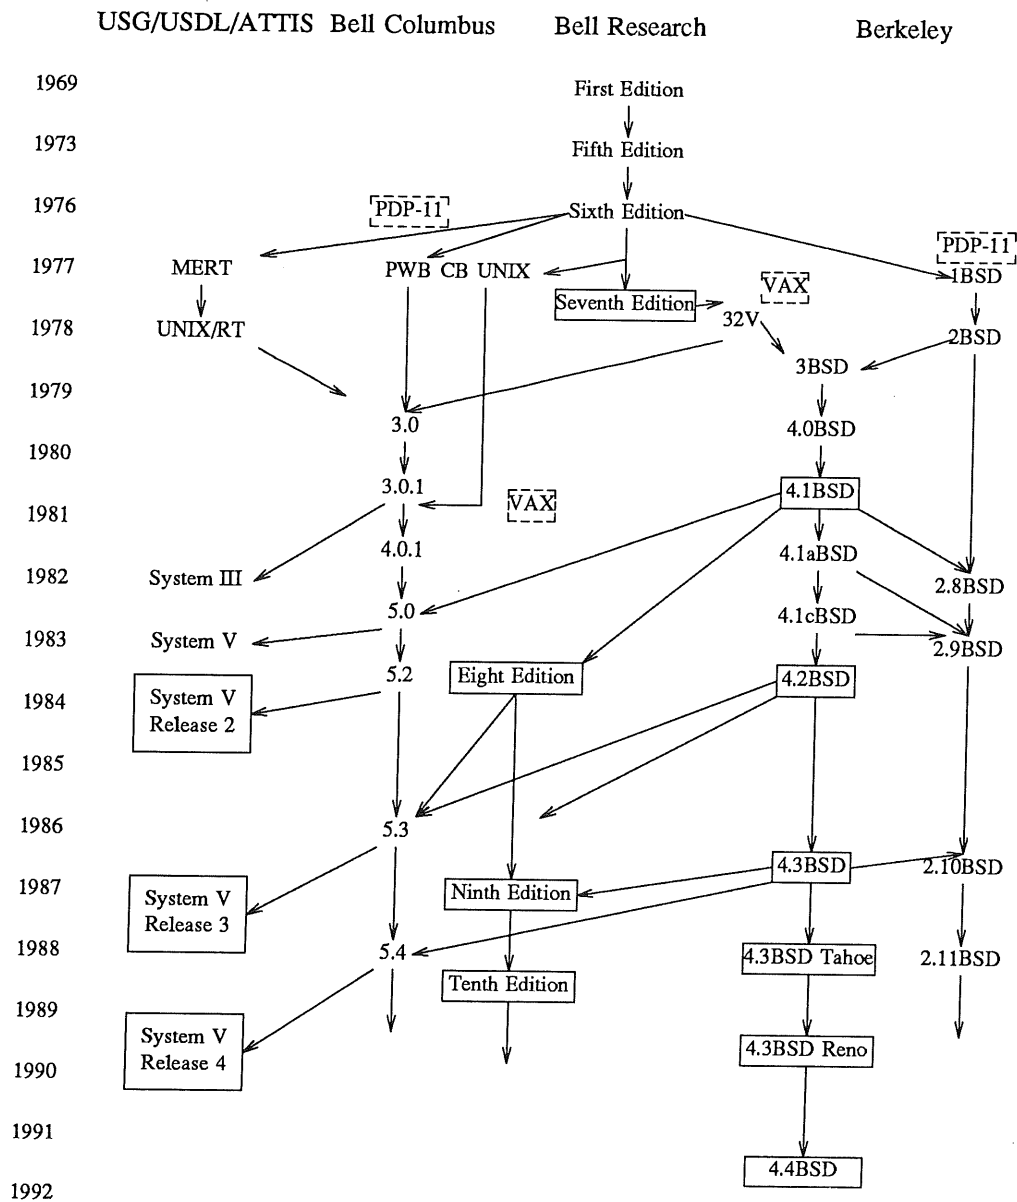 USG/USDL/ATTIS Bell Columbus Bell Research Berkeley
1969
First Edition
1973
Fifth Edition
1976
PDP-11
Sixth Edition
PDP-11
1977
MERT
PWB CB UNIX
1BSD
VAX
Seventh Edition
32V
1978
UNIX/RT
2BSD
3BSD
1979
3.0
4.0BSD
1980
3.0.1
4.1BSD
VAX
1981
4.0.1
4.1aBSD
1982
System III
2.8BSD
5.0
4.1cBSD
1983
System V
2.9BSD
5.2
Eight Edition
4.2BSD
1984
System V
Release 2
1985
1986
5.3
4.3BSD
2.10BSD
1987
System V
Release 3
Ninth Edition
1988
5.4
4.3BSD Tahoe
2.11BSD
Tenth Edition
1989
System V
Release 4
4.3BSD Reno
1990
1991
4.4BSD
1992